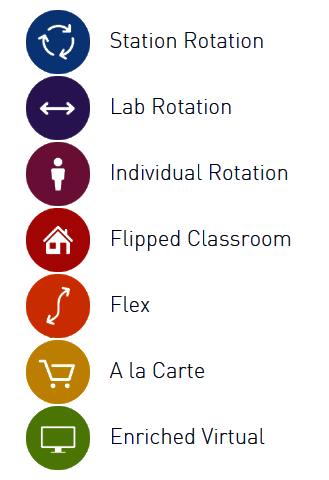 Station Rotation
Lab Rotation
Individual Rotation
Flipped Classroom
Flex
A la Carte
Enriched Virtual